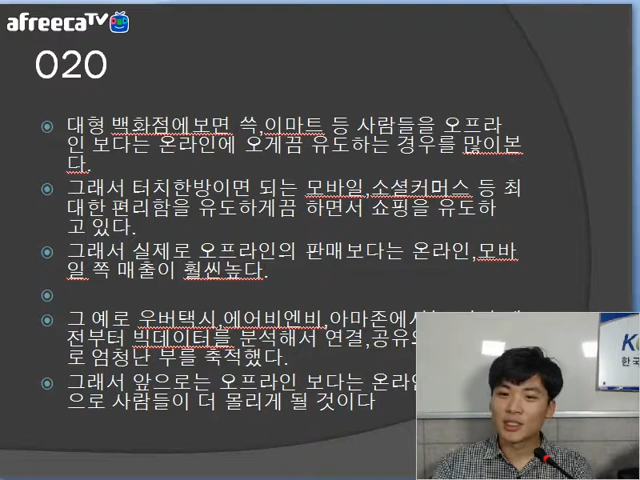 afreecaTV
020
대형 백화점에보면 쓱,이마트 등 사람들을 오프라
인 보다는 온라인에 오게끔 유도하는 경우를 많이본
다.
그래서 터치한방이면 되는 모바일,소셜커머스 등 최
대한 편리함을 유도하게끔 하면서 쇼핑을 유도하
고 있다.
그래서 실제로 오프라인의 판매보다는 온라인,모바
일 쪽 매출이 훨씬높다.
그 예로 우버택시,에어비엔비,아마존에서
전부터 빅데이터를 분석해서 연결,공유
로 엄청난 부를 축적했다.
그래서 앞으로는 오프라인 보다는 온라인
으로 사람들이 더 몰리게 될 것이다
한국